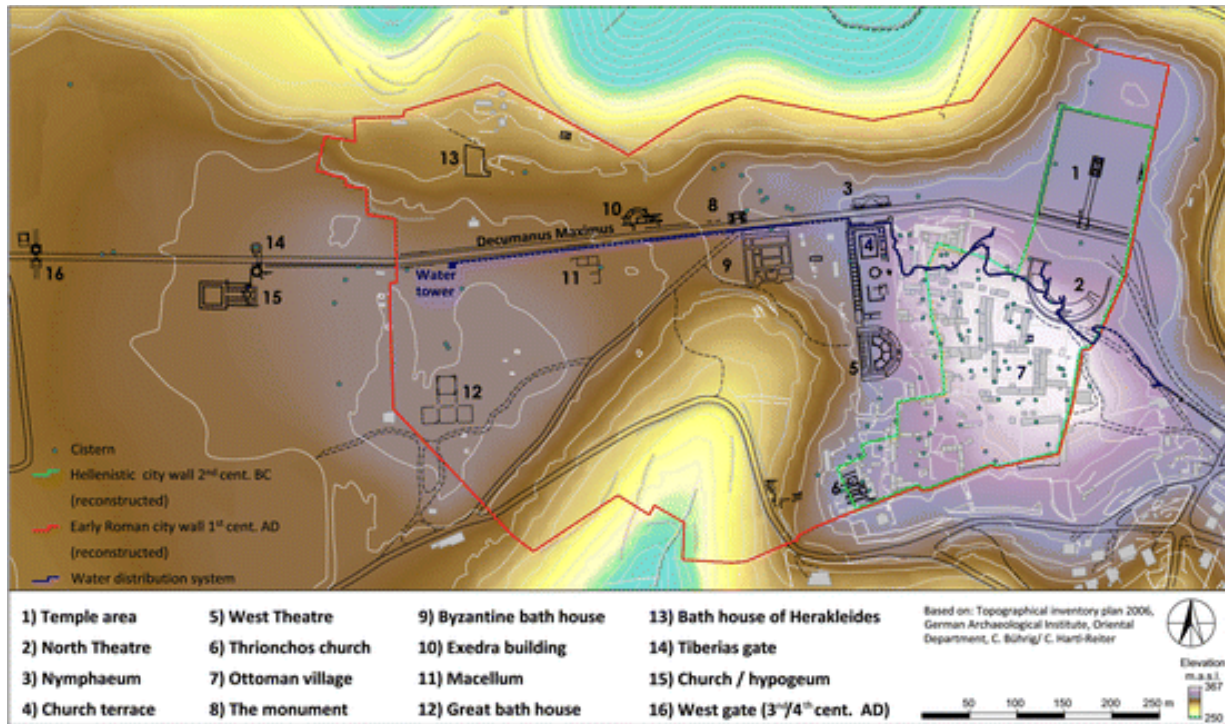 1
13
3
10
8
Decumanus Maximus
14
4
16
Water
tower
11
9
2
15
5
7
12
Cistern
6
Hellenistic city wall 2nd cent. BC
(reconstructed)
Early Roman city wall 1st cent. AD
(reconstructed)
Water distribution system
1) Temple area
2) North Theatre
3) Nymphaeum
4) Church terrace
5) West Theatre
6) Thrionchos church
7) Ottoman village
8) The monument
9) Byzantine bath house
10) Exedra building
11) Macellum
12) Great bath house
13) Bath house of Herakleides
14) Tiberias gate
15) Church / hypogeum
16) West gate (3rd/4th cent. AD)
Based on: Topographical inventory plan 2006,
German Archaeological Institute, Oriental
Department, C. Bührig/ C. Hartl-Reiter
Elevation
m.a.s.l.
367
250
50 100 150 200 250 m